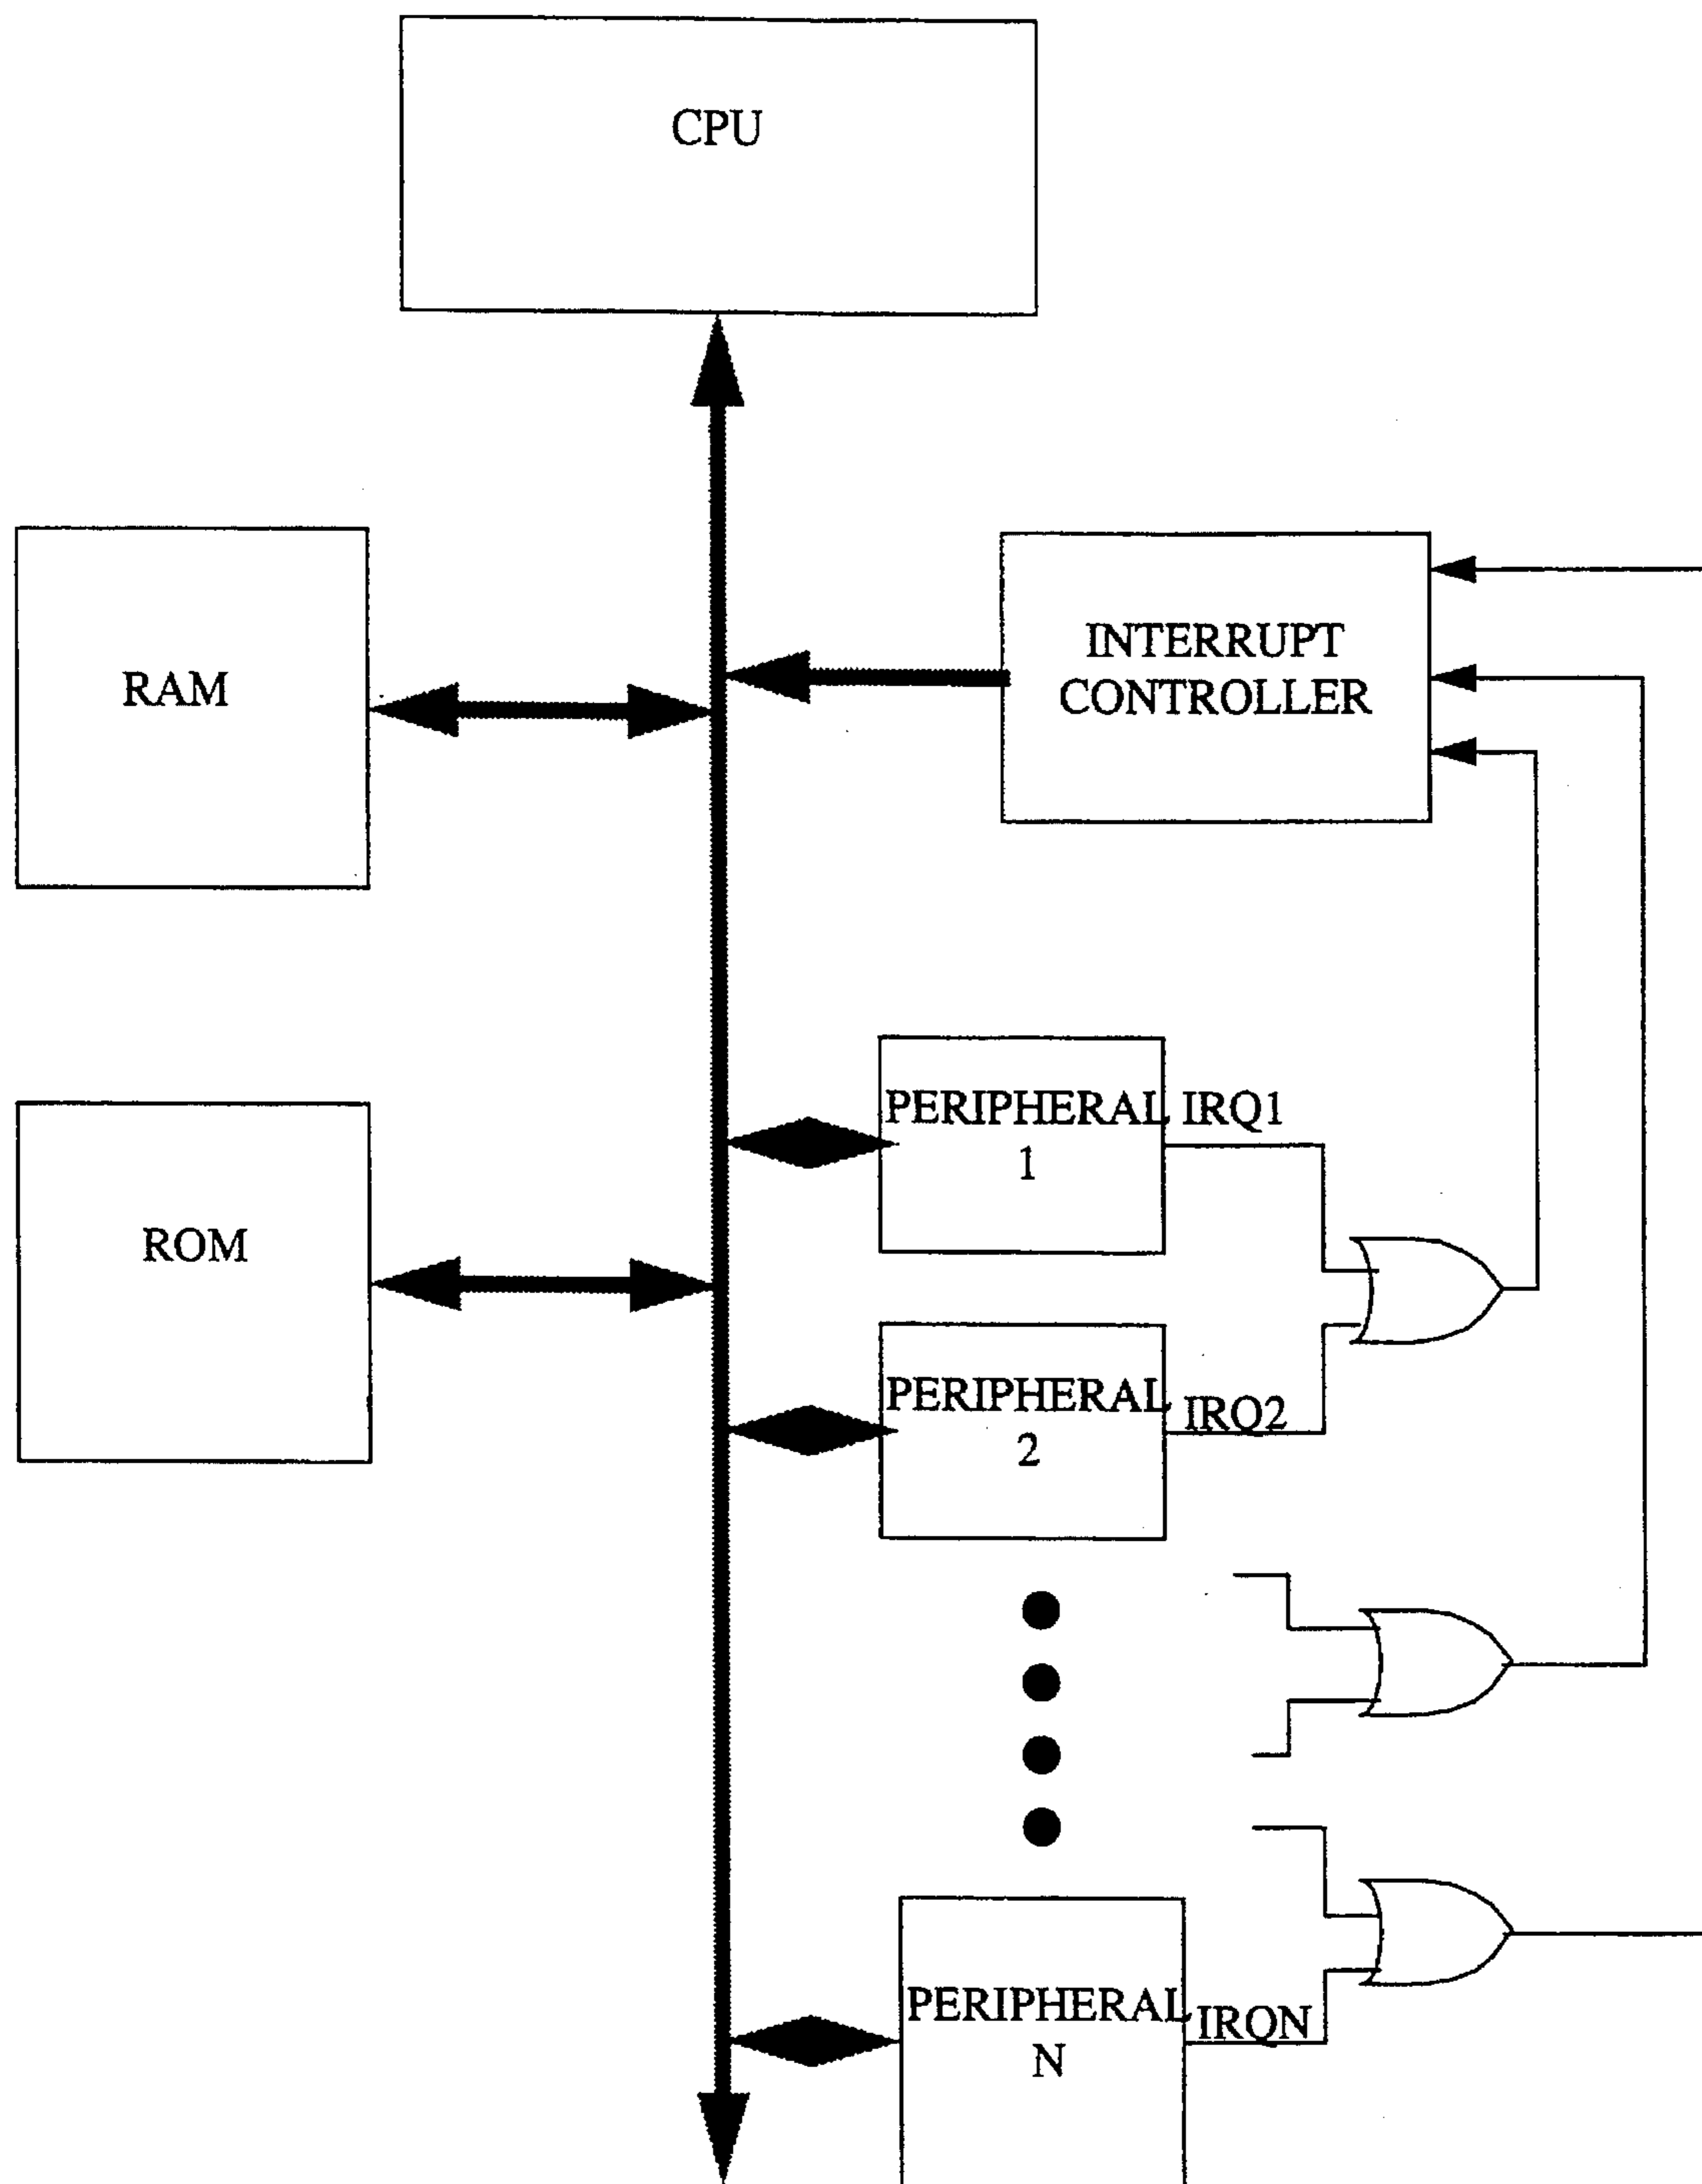 CPU
RAM
INTERRUPT
CONTROLLER
PERIPHERAL IRQ1
1
ROM
PERIPHERAL IRQ2
2
PERIPHERAL IRQN
N